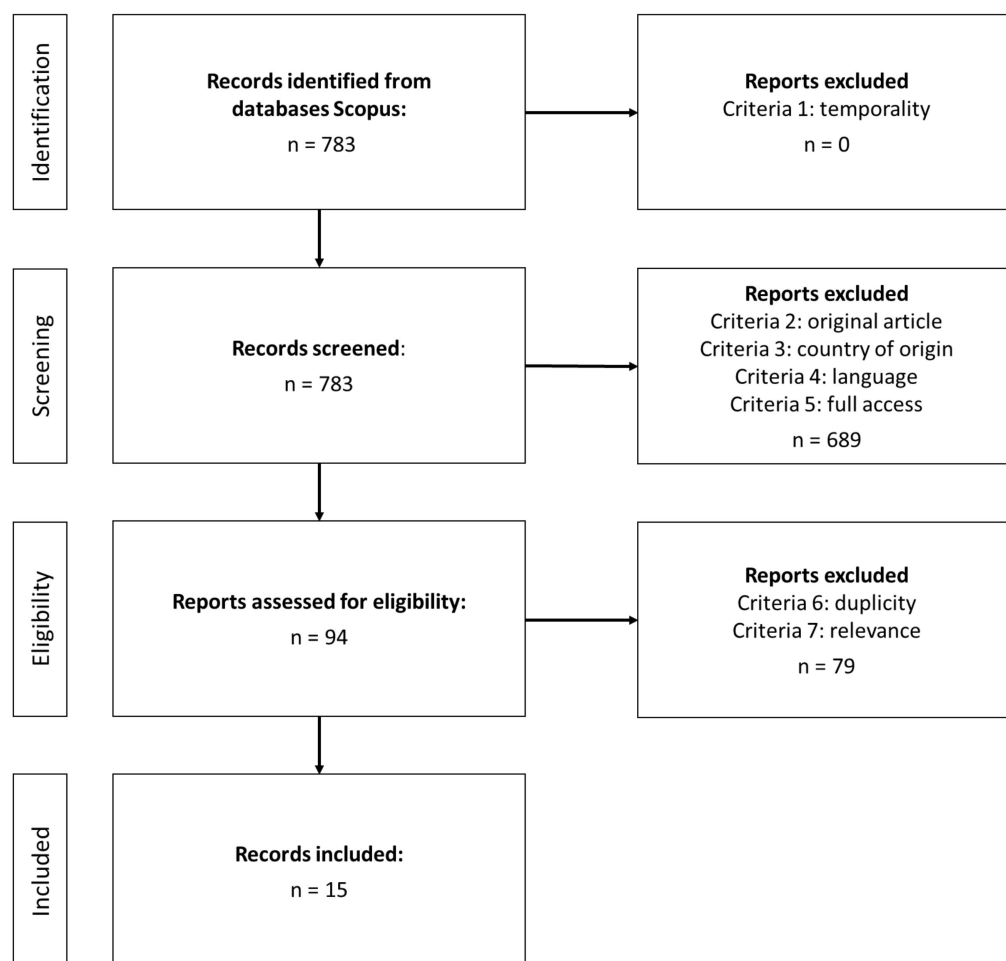 Identification
Records identified from
databases Scopus:
n = 783
Reports excluded
Criteria 1: temporality
n = 0
Screening
Records screened:
n = 783
Reports excluded
Criteria 2: original article
Criteria 3: country of origin
Criteria 4: language
Criteria 5: full access
n = 689
Eligibility
Reports assessed for eligibility:
n = 94
Reports excluded
Criteria 6: duplicity
Criteria 7: relevance
n = 79
Included
Records included:
n = 15